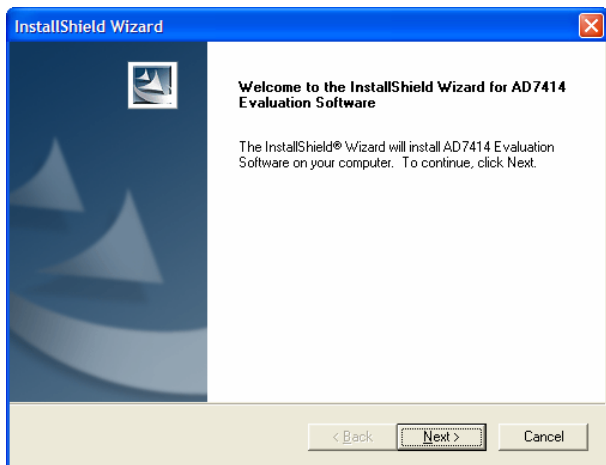 InstallShield Wizard
Welcome to the InstallShield Wizard for AD7414
Evaluation Software
The InstallShield® Wizard will install AD7414 Evaluation
Software on your computer. To continue, click Next.
< Back
Next >
Cancel